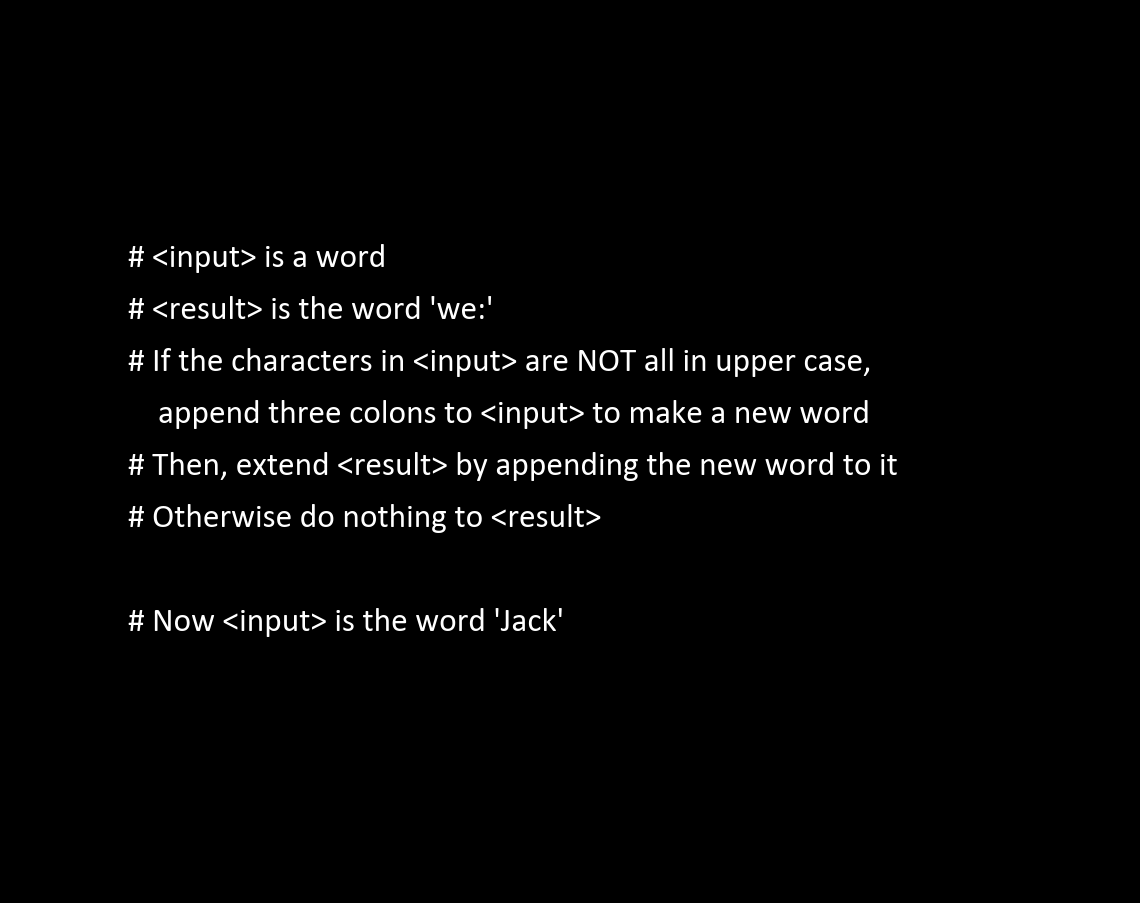 # <input> is a word
# <result> is the word 'we:'
# If the characters in <input> are NOT all in upper case,
append three colons to <input> to make a new word
# Then, extend <result> by appending the new word to it
# Otherwise do nothing to <result>
# Now <input> is the word 'Jack'